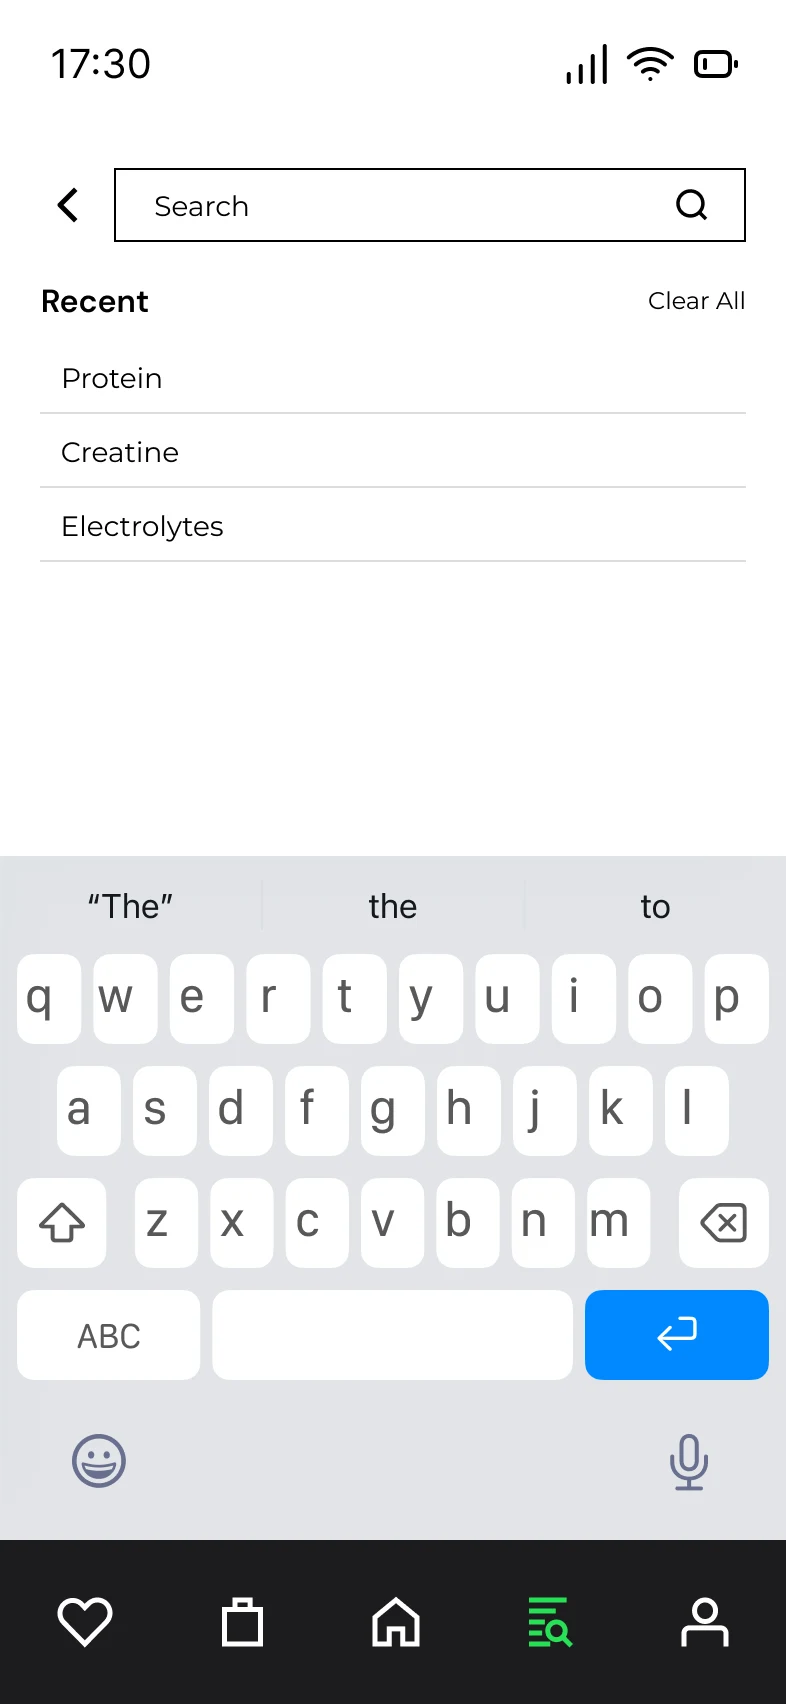 17:30
Search
Recent
Clear All
Protein
Creatine
Electrolytes
“The” the to
q w e r t y u i o p
a s d f g h j k l
z x c v b n m
ABC